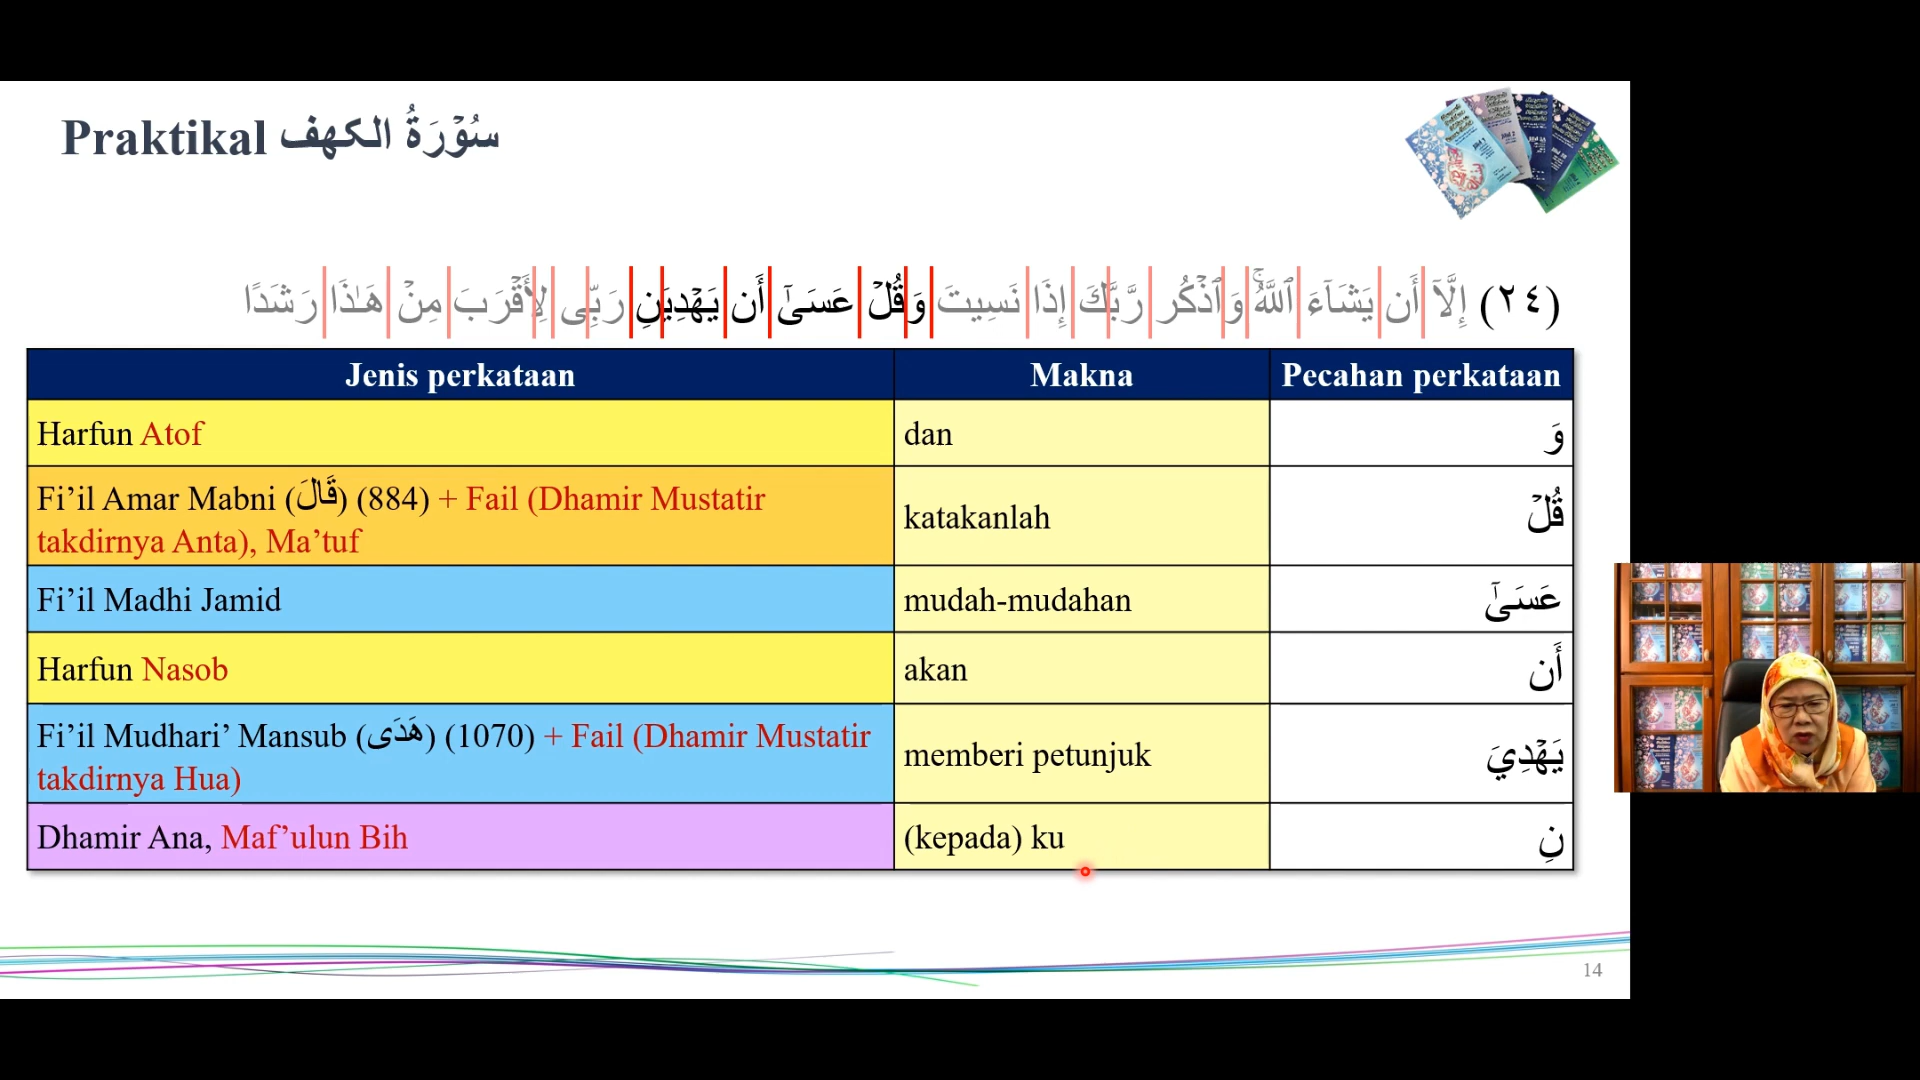 Praktikal سُوْرَةُ الكهف
(٢٤) إِلَّآ أَن يَشَآءَ ٱللَّهُ ۚ وَٱذْكُر رَّبَّكَ إِذَا نَسِيتَ وَقُلْ عَسَىٰٓ أَن يَهْدِيَنِ رَبِّى لِأَقْرَبَ مِنْ هَـٰذَا رَشَدًا
Jenis perkataan Makna Pecahan perkataan
Harfun Atof dan وَ
Fi’il Amar Mabni (قَالَ) (884) + Fail (Dhamir Mustatir
takdirnya Anta), Ma’tuf katakanlah قُلْ
Fi’il Madhi Jamid mudah-mudahan عَسَىٰٓ
Harfun Nasob akan أَن
Fi’il Mudhari’ Mansub (هَدَى) (1070) + Fail (Dhamir Mustatir
takdirnya Hua) memberi petunjuk يَهْدِيَ
Dhamir Ana, Maf’ulun Bih (kepada) ku نِ
14